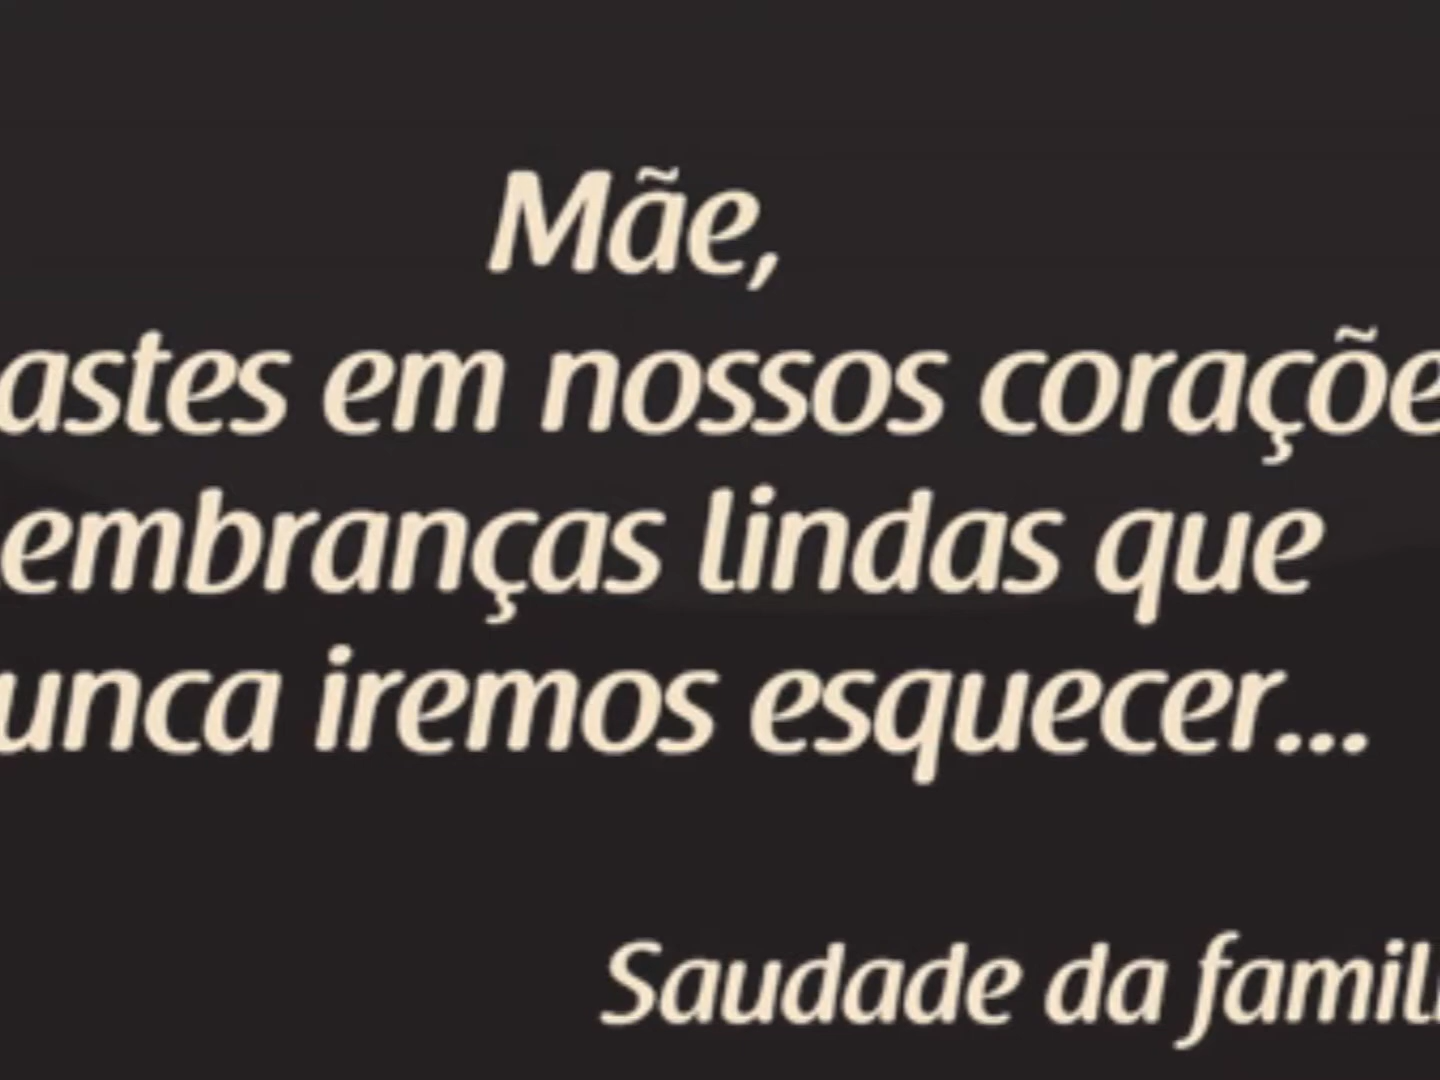 Mãe,
astes em nossos coraçõe
embranças lindas que
unca iremos esquecer...
Saudade da famil